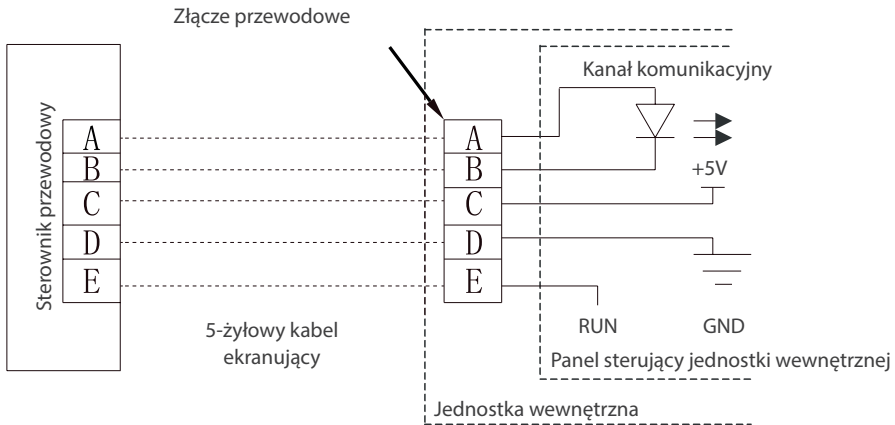 Złącze przewodowe
Kanał komunikacyjny
Sterownik przewodowy
A
B
C
D
E
A
B
C
D
E
+5V
RUN
GND
5-żyłowy kabel
ekranujący
Panel sterujący jednostki wewnętrznej
Jednostka wewnętrzna